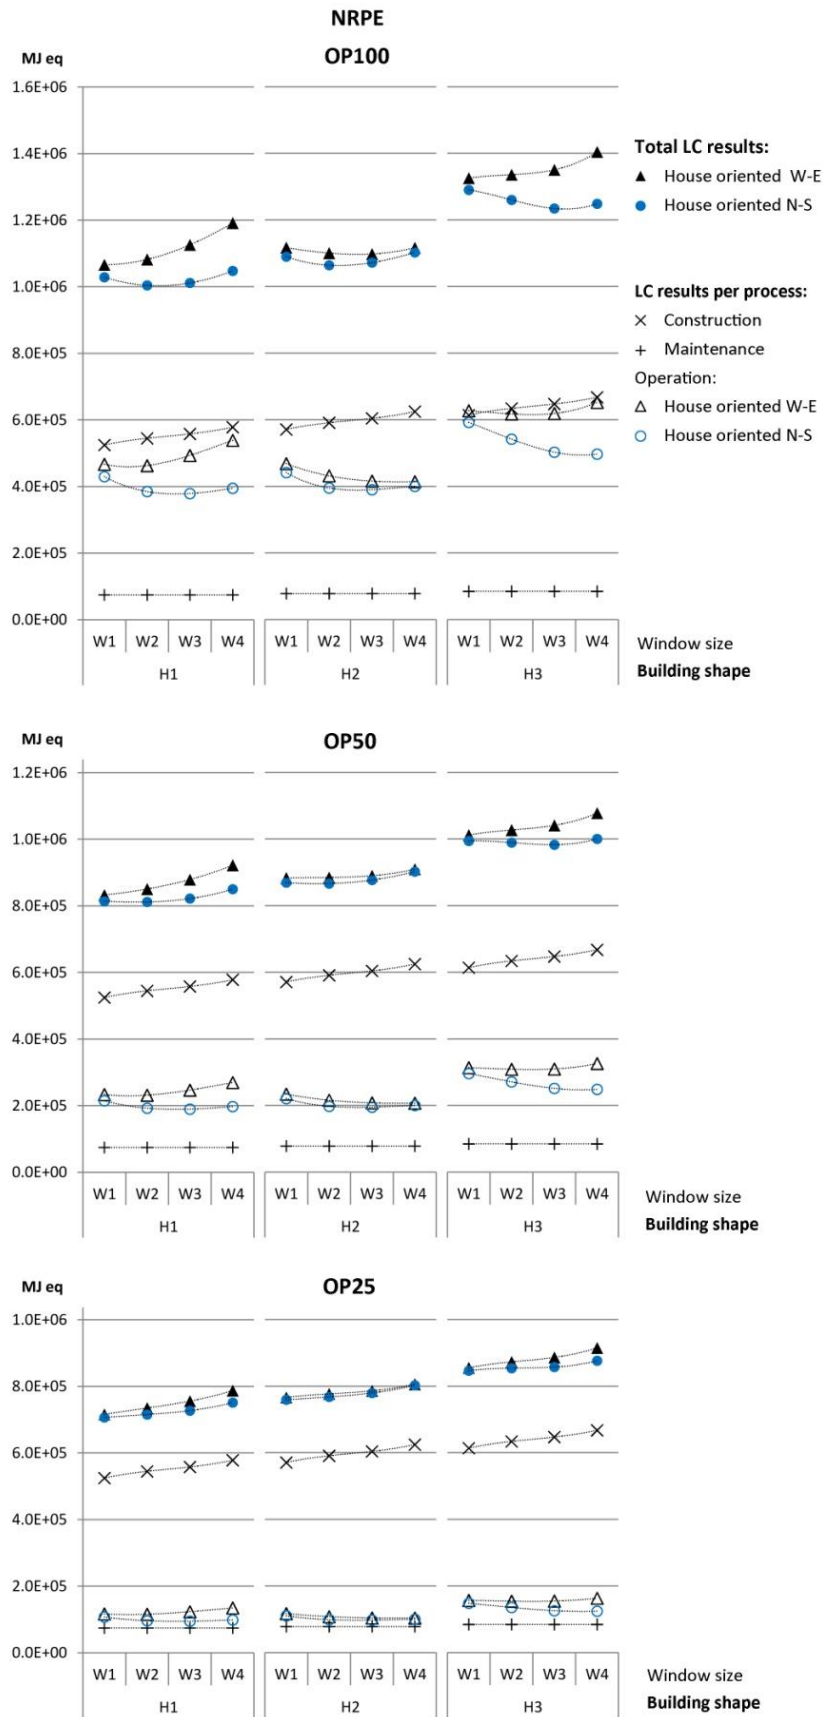 NRPE
MJ eq
OP100
1.6E+06
1.4E+06
1.2E+06
1.0E+06
8.0E+05
6.0E+05
4.0E+05
2.0E+05
0.0E+00
W1 W2 W3 W4 W1 W2 W3 W4 W1 W2 W3 W4
H1 H2 H3
Total LC results:
House oriented W-E
House oriented N-S
LC results per process:
Construction
Maintenance
Operation:
House oriented W-E
House oriented N-S
Window size
Building shape
MJ eq
OP50
1.2E+06
1.0E+06
8.0E+05
6.0E+05
4.0E+05
2.0E+05
0.0E+00
W1 W2 W3 W4 W1 W2 W3 W4 W1 W2 W3 W4
H1 H2 H3
Window size
Building shape
MJ eq
OP25
1.0E+06
8.0E+05
6.0E+05
4.0E+05
2.0E+05
0.0E+00
W1 W2 W3 W4 W1 W2 W3 W4 W1 W2 W3 W4
H1 H2 H3
Window size
Building shape